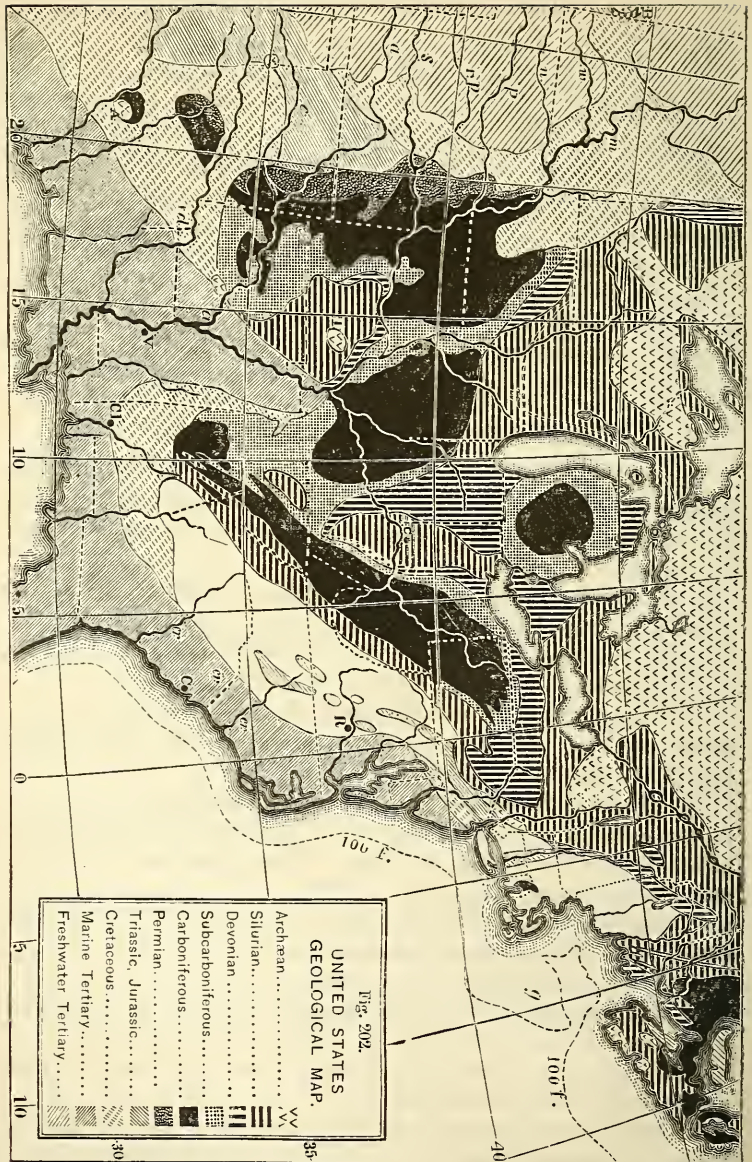 Fig. 202.
UNITED STATES
GEOLOGICAL MAP.
Archæan........
Silurian........
Devonian........
Subcarboniferous
Carboniferous......
Permian..........
Triassic, Jurassic....
Cretaceous........
Marine Tertiary....
Freshwater Tertiary.....
100 f.
100 f.
g
20
15
10
5
0
5
10
30
35
40
V
Cl
C
R
m
n
p
s
a